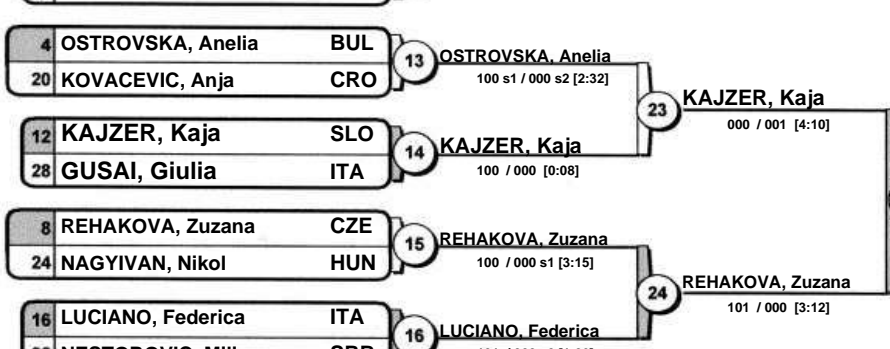 4 OSTROVSKA, Anelia BUL
20 KOVACEVIC, Anja CRO
13 OSTROVSKA, Anelia
100 s1 / 000 s2 [2:32]
12 KAJZER, Kaja SLO
28 GUSAI, Giulia ITA
14 KAJZER, Kaja
100 / 000 [0:08]
23 KAJZER, Kaja
000 / 001 [4:10]
8 REHAKOVA, Zuzana CZE
24 NAGYIVAN, Nikol HUN
15 REHAKOVA, Zuzana
100 / 000 s1 [3:15]
16 LUCIANO, Federica ITA
16 LUCIANO, Federica
24 REHAKOVA, Zuzana
101 / 000 [3:12]